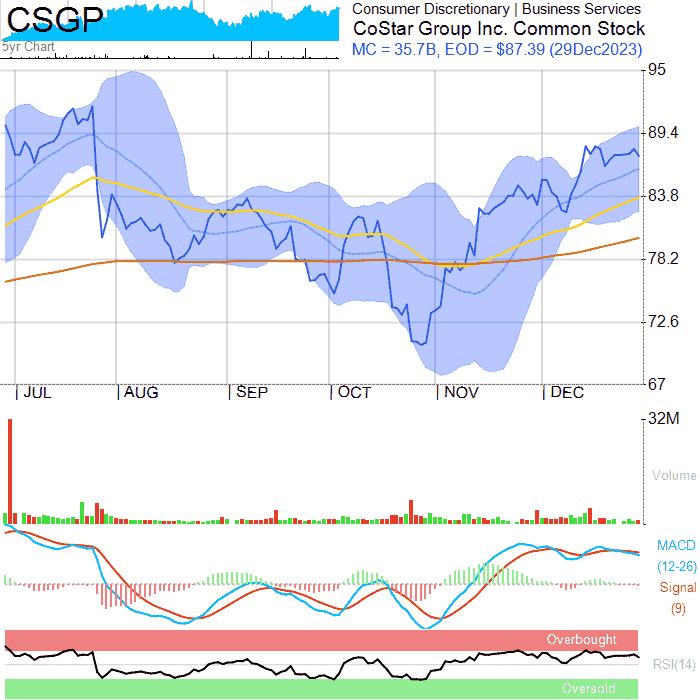 CSGP
5yr Chart
Consumer Discretionary | Business Services
CoStar Group Inc. Common Stock
MC = 35.7B, EOD = $87.39 (29Dec2023)
95
89.4
83.8
78.2
72.6
67
JUL
AUG
SEP
OCT
NOV
DEC
32M
Volume
MACD
(12-26)
Signal
(9)
Overbought
RSI(14)
Oversold